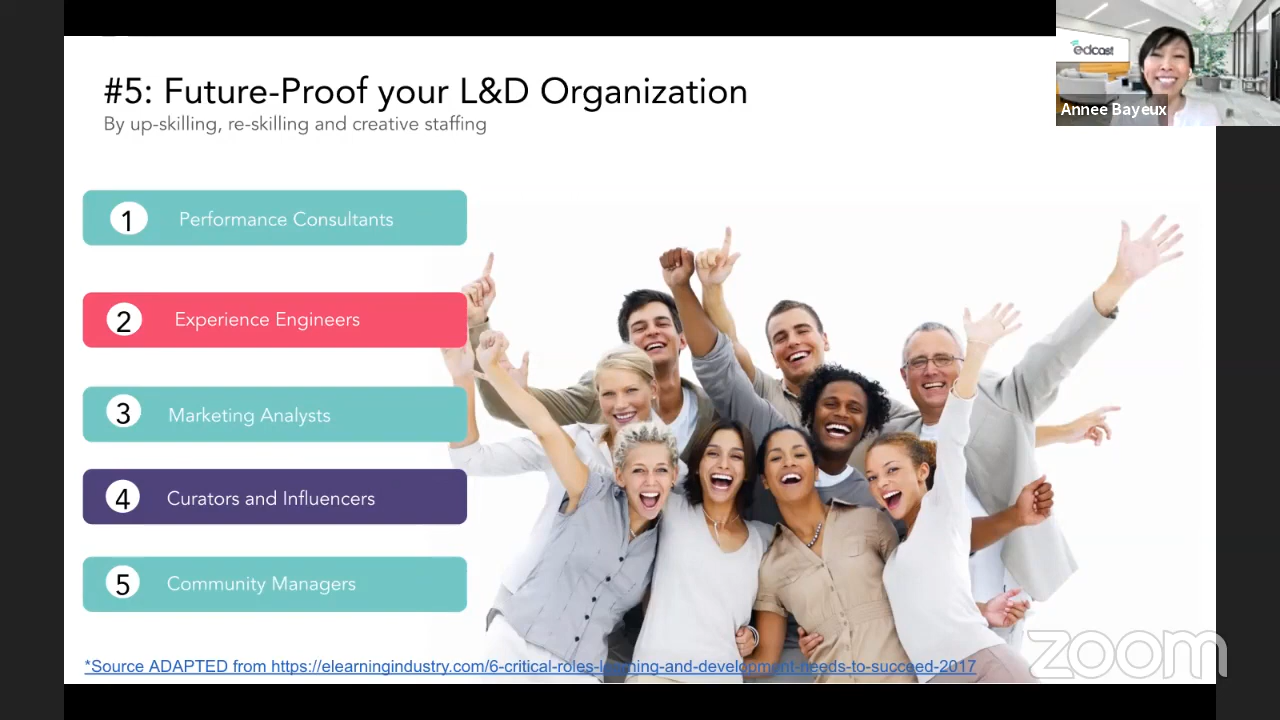 #5: Future-Proof your L&D Organization
By up-skilling, re-skilling and creative staffing
edcast
Annee Bayeux
1 Performance Consultants
2 Experience Engineers
3 Marketing Analysts
4 Curators and Influencers
5 Community Managers
*Source ADAPTED from https://elearningindustry.com/6-critical-roles-learning-and-development-needs-to-succeed-2017
zoom